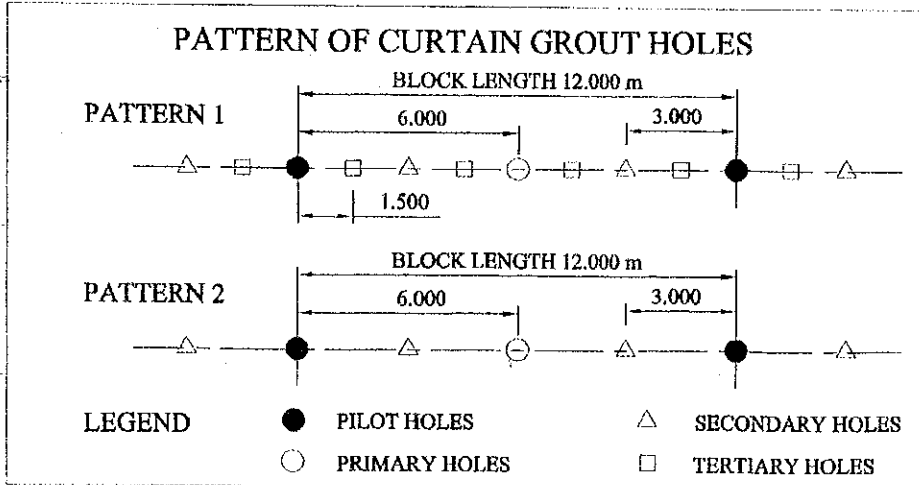 PATTERN OF CURTAIN GROUT HOLES
BLOCK LENGTH 12.000 m
PATTERN 1
6.000
3.000
1.500
BLOCK LENGTH 12.000 m
PATTERN 2
6.000
3.000
LEGEND
PILOT HOLES
SECONDARY HOLES
PRIMARY HOLES
TERTIARY HOLES